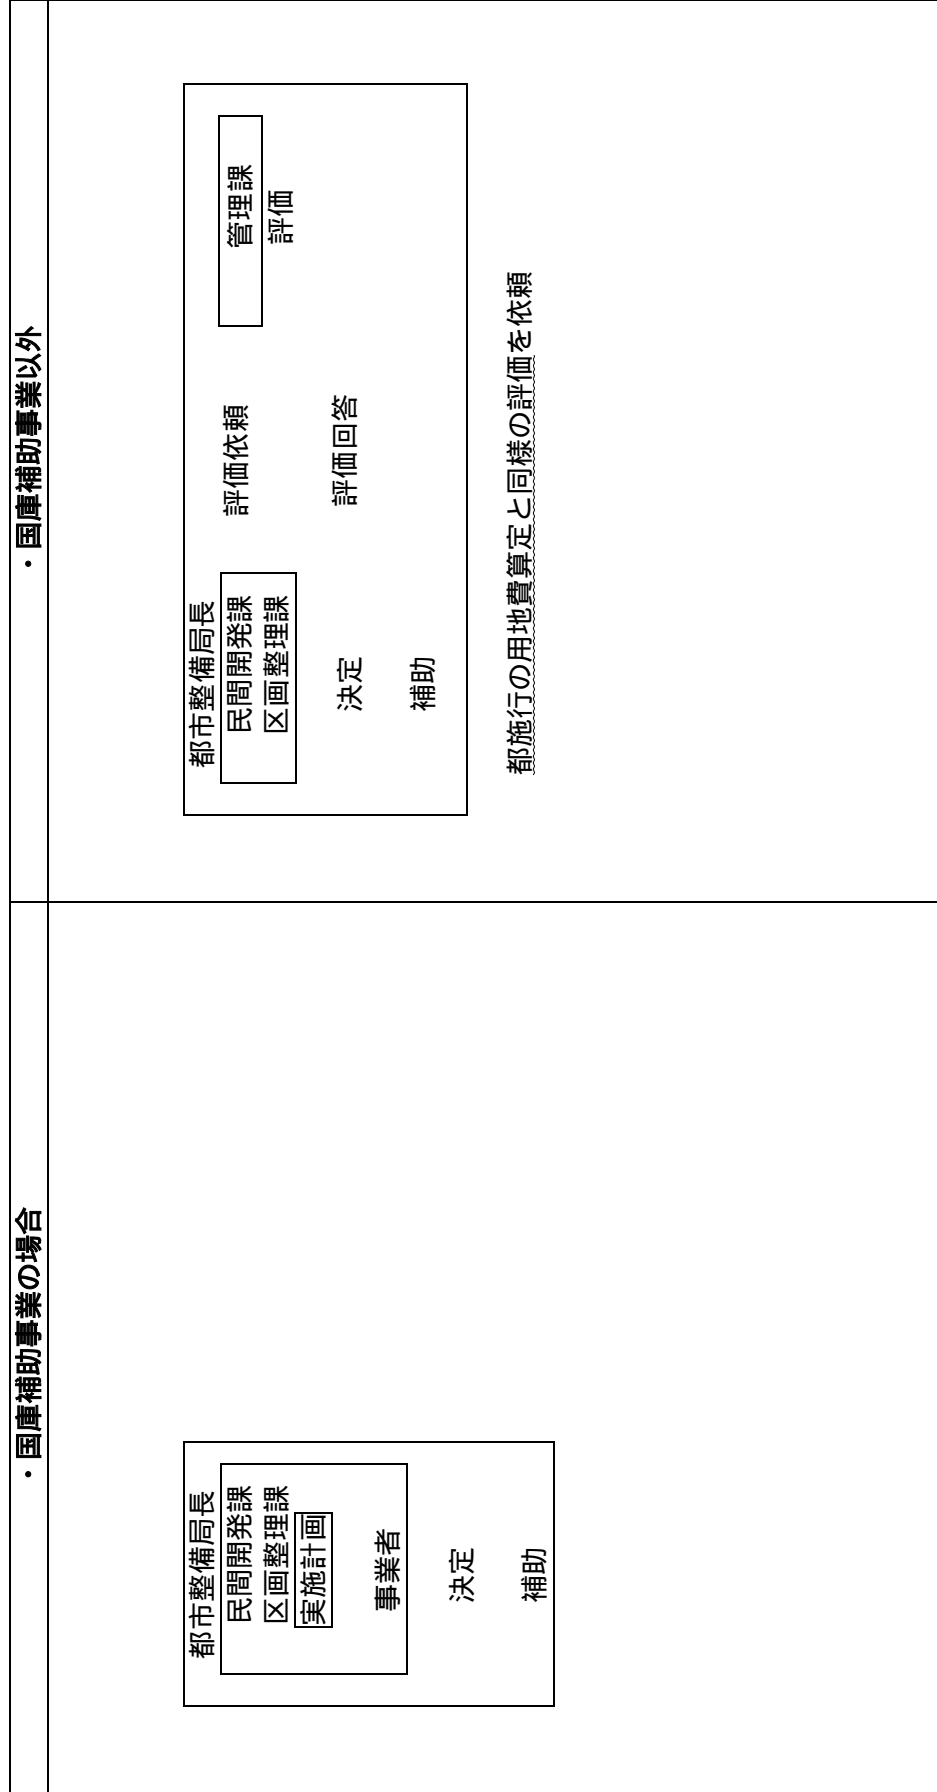 ・国庫補助事業の場合
都市整備局長
民間開発課
区画整理課
実施計画
事業者
決定
補助
・国庫補助事業以外
都市整備局長
民間開発課
区画整理課
評価依頼
管理課
評価
評価回答
決定
補助
都施行の用地費算定と同様の評価を依頼